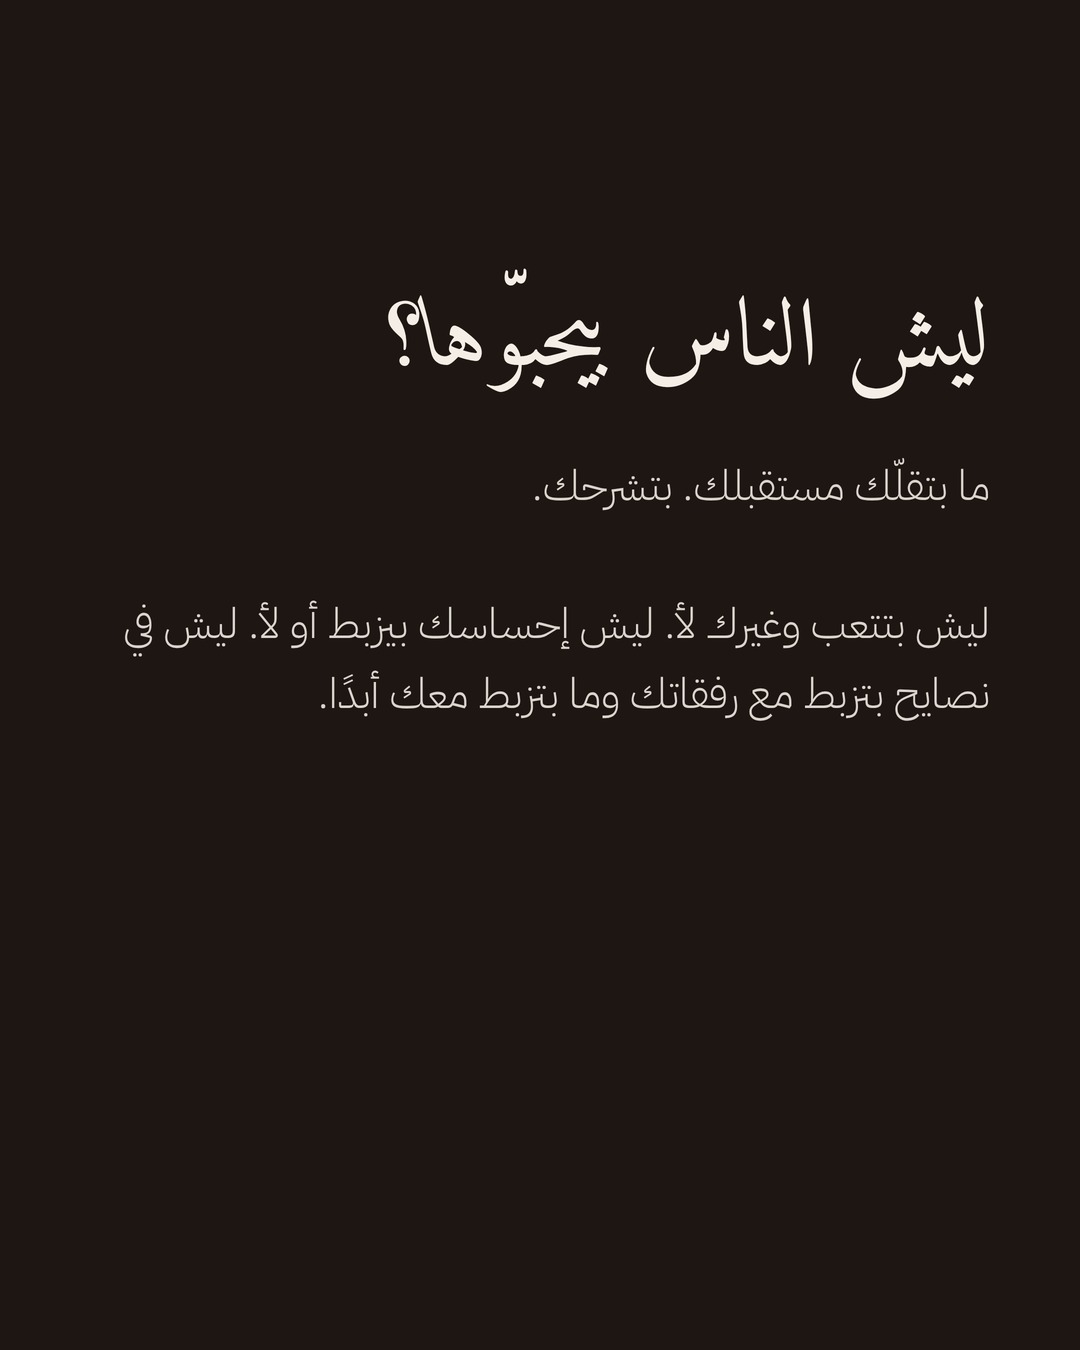 ليش الناس بيحبّوها؟
ما بتقلّك مستقبلك. بتشرحك.
ليش بتتعب وغيرك لأ. ليش إحساسك بيزبط أو لأ. ليش في
نصايح بتزبط مع رفقاتك وما بتزبط معك أبدًا.